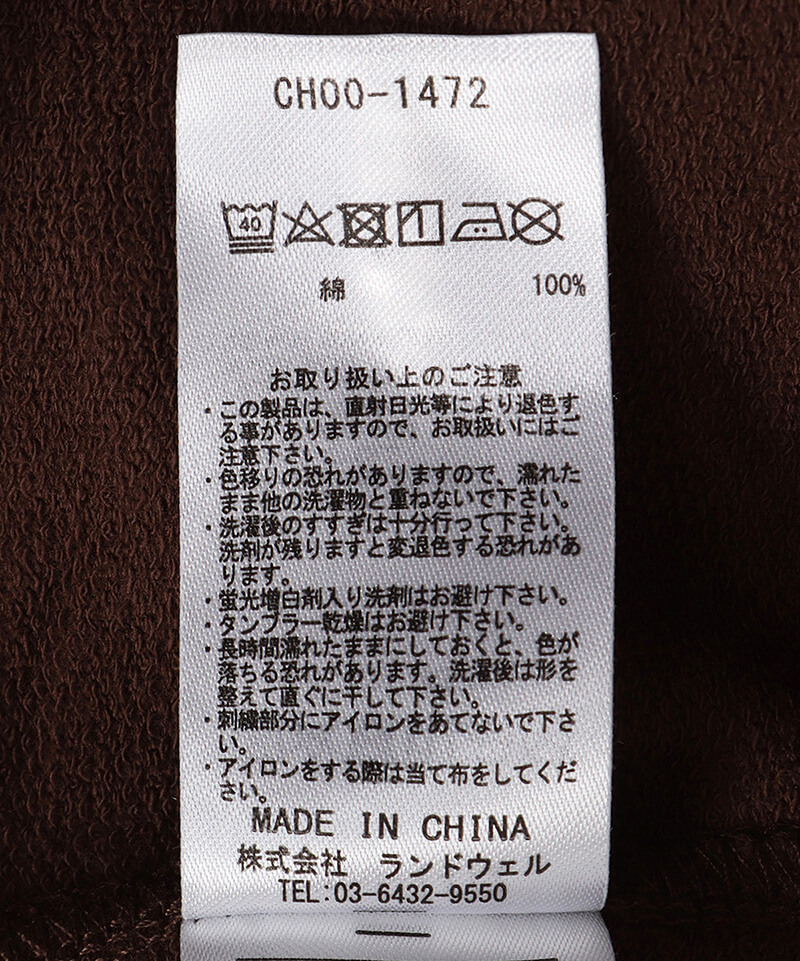 CH00-1472
40
綿 100%
お取り扱い上のご注意
・この製品は、直射日光等により退色す
る事がありますので、お取扱いにはご
注意下さい。
・色移りの恐れがありますので、濡れた
まま他の洗濯物と重ねないで下さい。
・洗濯後のすすぎは十分行って下さい。
洗剤が残りますと変退色する恐れがあ
ります。
・蛍光増白剤入り洗剤はお避け下さい。
・タンブラー乾燥はお避け下さい。
・長時間濡れたままにしておくと、色が
落ちる恐れがあります。洗濯後は形を
整えて直ぐに干して下さい。
・刺繍部分にアイロンをあてないで下さ
い。
・アイロンをする際は当て布をしてくだ
さい。
MADE IN CHINA
株式会社 ランドウェル
TEL:03-6432-9550